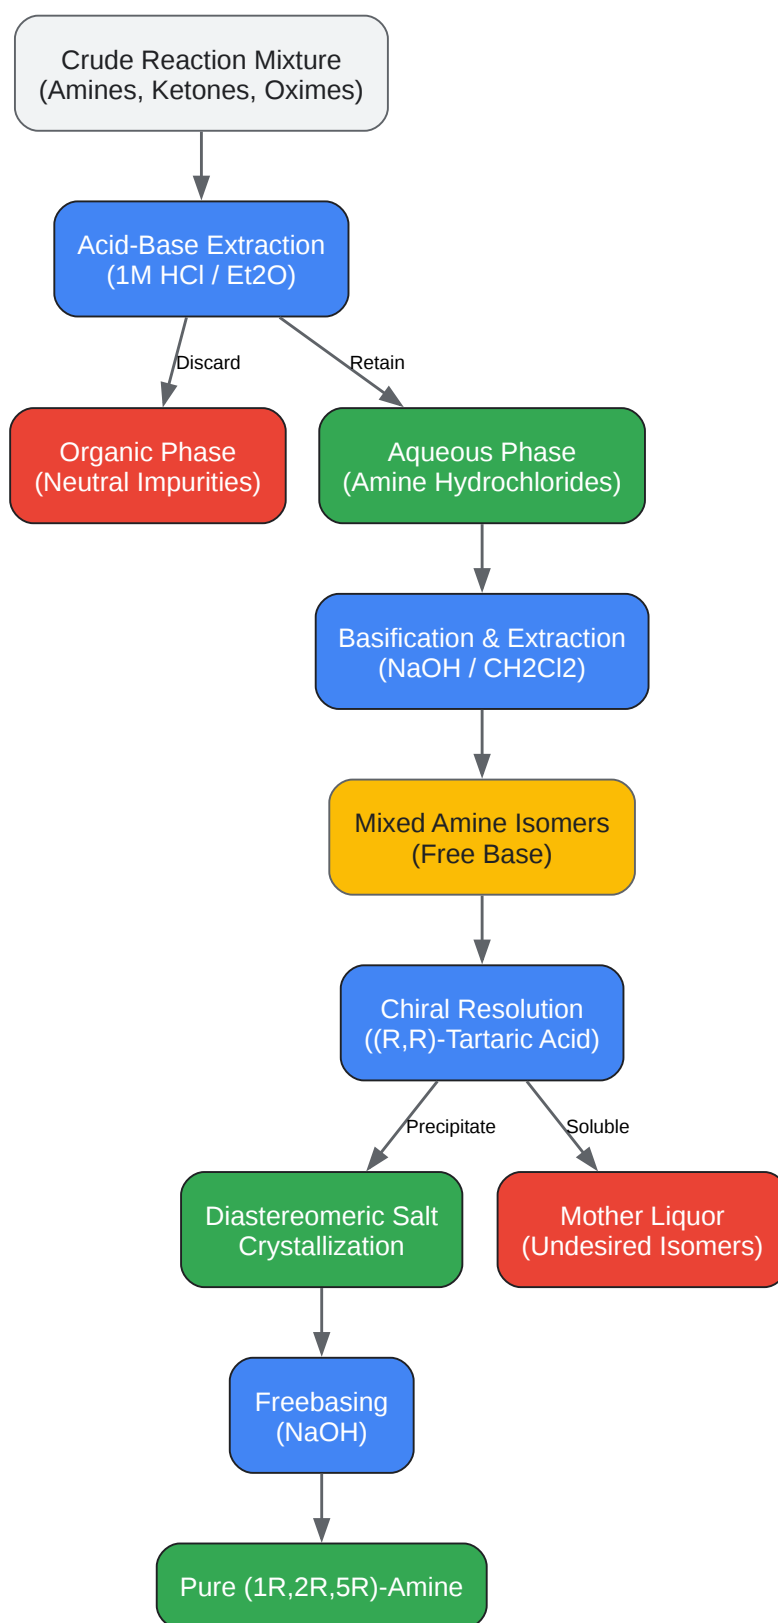 Crude Reaction Mixture
(Amines, Ketones, Oximes)
Acid-Base Extraction
(1M HCl / Et2O)
Discard
Retain
Organic Phase
(Neutral Impurities)
Aqueous Phase
(Amine Hydrochlorides)
Basification & Extraction
(NaOH / CH2Cl2)
Mixed Amine Isomers
(Free Base)
Chiral Resolution
((R,R)-Tartaric Acid)
Precipitate
Soluble
Diastereomeric Salt
Crystallization
Mother Liquor
(Undesired Isomers)
Freebasing
(NaOH)
Pure (1R,2R,5R)-Amine